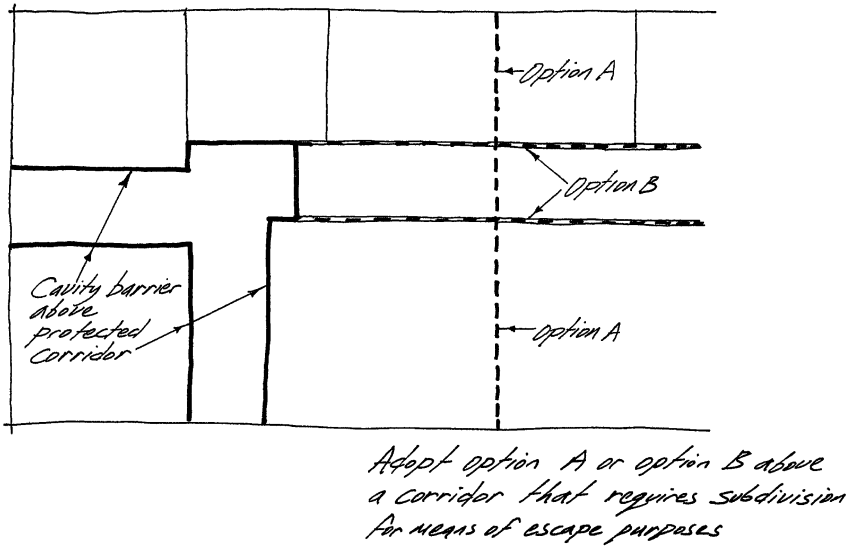 Option A
Option B
Cavity barrier
above
protected
corridor
Option A
Adopt option A or option B above
a corridor that requires subdivision
for means of escape purposes